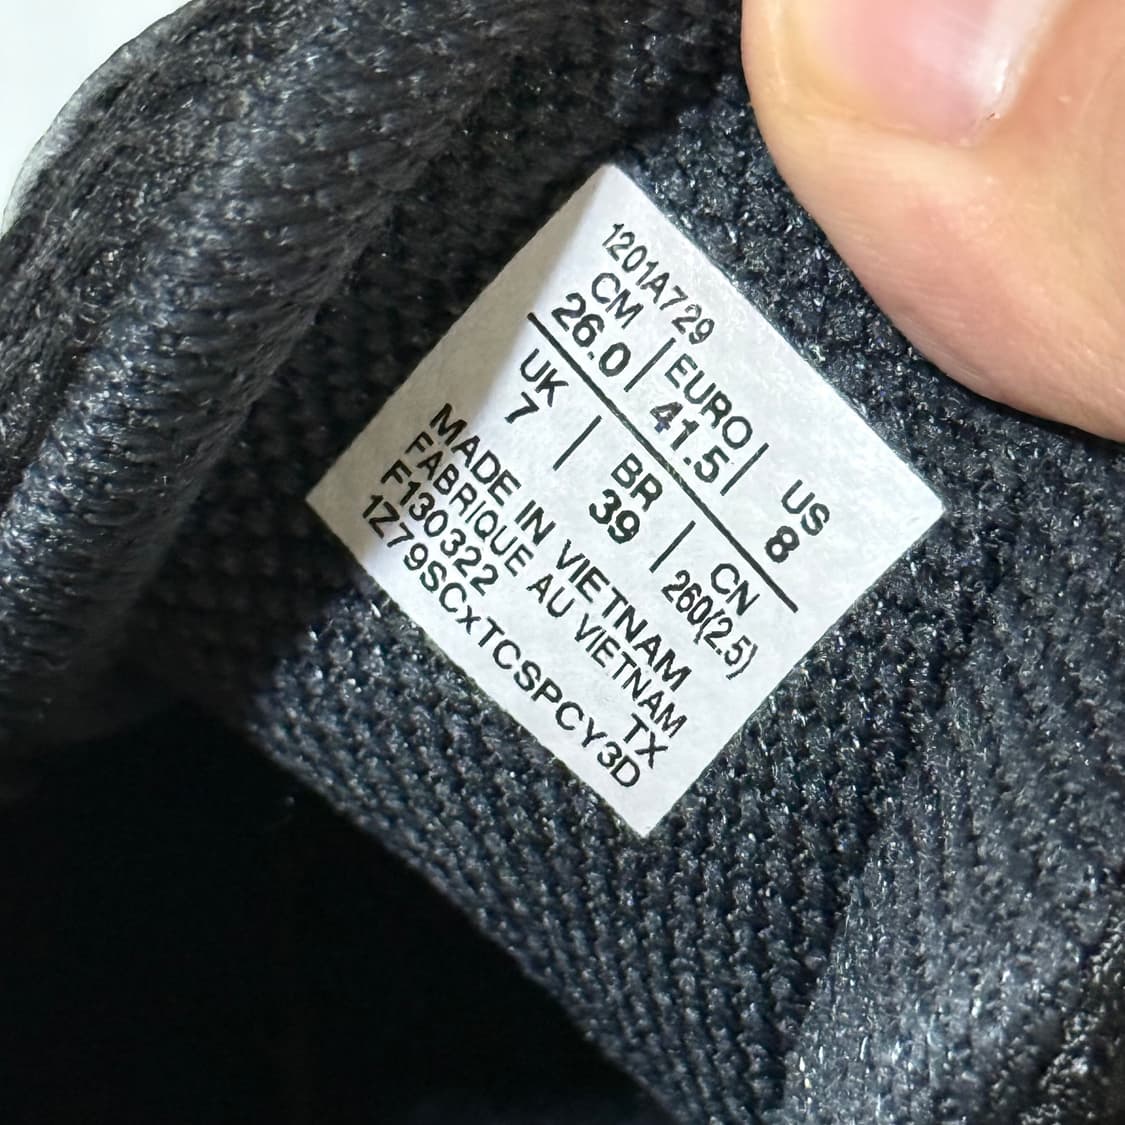 1201A729
CM | EURO | US
26.0 | 41.5 | 8
UK | BR | CN
7 | 39 | 260(2.5)
MADE IN VIETNAM
FABRIQUE AU VIETNAM
F130322 TX
1Z79SCxTCSPCY3D